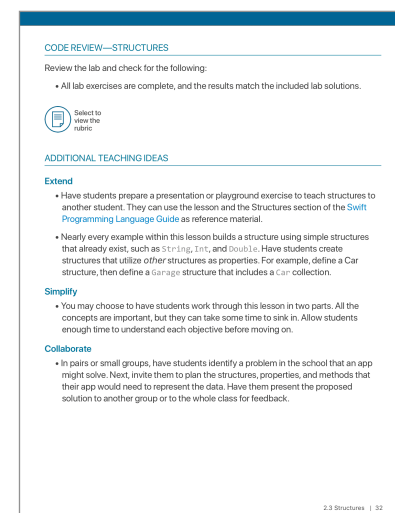 CODE REVIEW—STRUCTURES
Review the lab and check for the following:
• All lab exercises are complete, and the results match the included lab solutions.
Select to
view the
rubric
ADDITIONAL TEACHING IDEAS
Extend
• Have students prepare a presentation or playground exercise to teach structures to
another student. They can use the lesson and the Structures section of the Swift
Programming Language Guide as reference material.
• Nearly every example within this lesson builds a structure using simple structures
that already exist, such as String, Int, and Double. Have students create
structures that utilize other structures as properties. For example, define a Car
structure, then define a Garage structure that includes a Car collection.
Simplify
• You may choose to have students work through this lesson in two parts. All the
concepts are important, but they can take some time to sink in. Allow students
enough time to understand each objective before moving on.
Collaborate
• In pairs or small groups, have students identify a problem in the school that an app
might solve. Next, invite them to plan the structures, properties, and methods that
their app would need to represent the data. Have them present the proposed
solution to another group or to the whole class for feedback.
2.3 Structures | 32